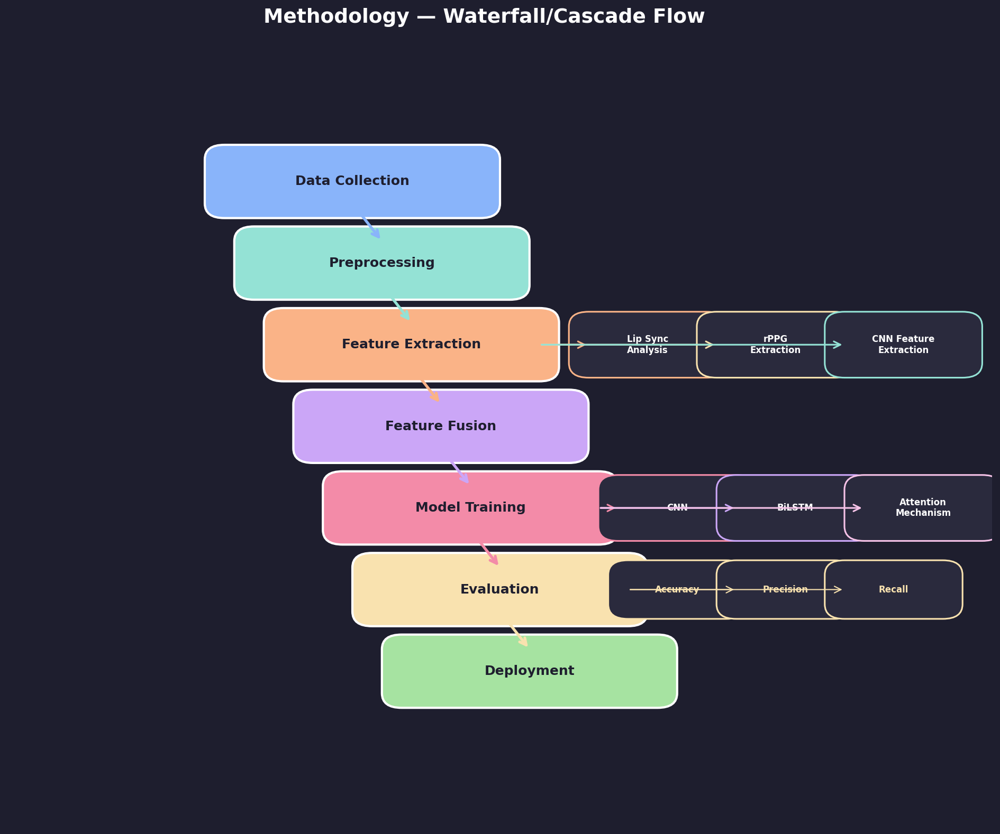 Methodology — Waterfall/Cascade Flow
Data Collection
Preprocessing
Feature Extraction
Lip Sync
Analysis
rPPG
Extraction
CNN Feature
Extraction
Feature Fusion
Model Training
CNN
BiLSTM
Attention
Mechanism
Evaluation
Accuracy
Precision
Recall
Deployment